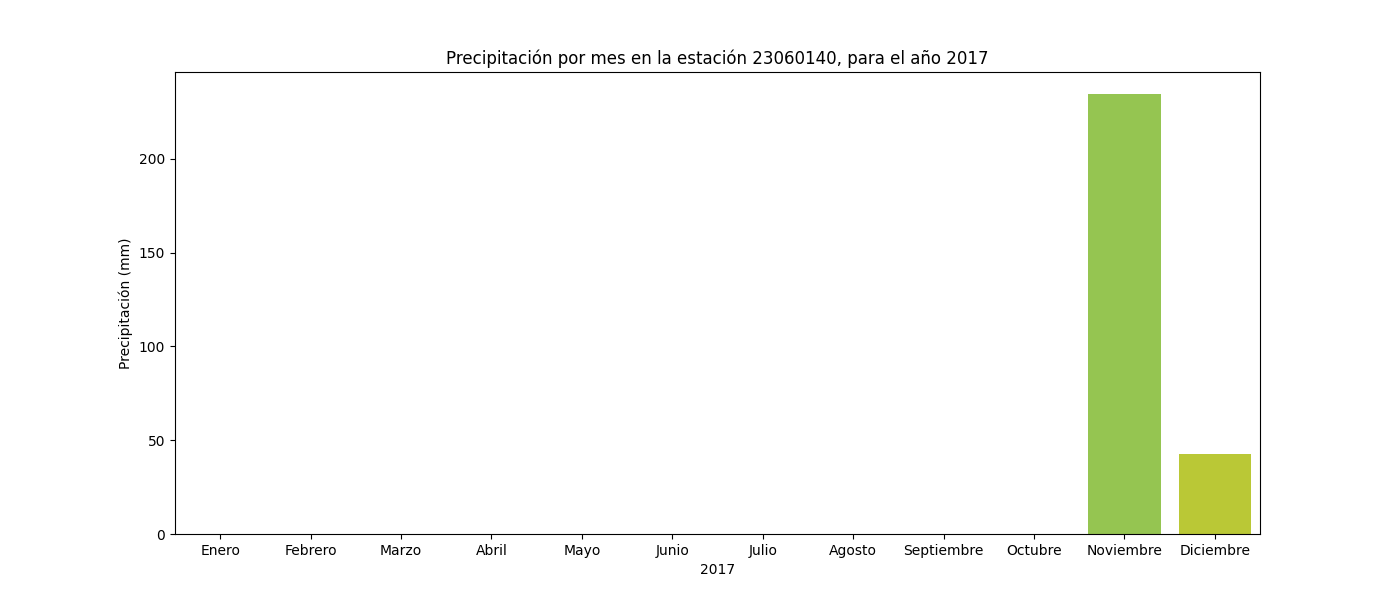 Precipitación por mes en la estación 23060140, para el año 2017
Precipitación (mm)
200
150
100
50
0
Enero Febrero Marzo Abril Mayo Junio Julio Agosto Septiembre Octubre Noviembre Diciembre
2017